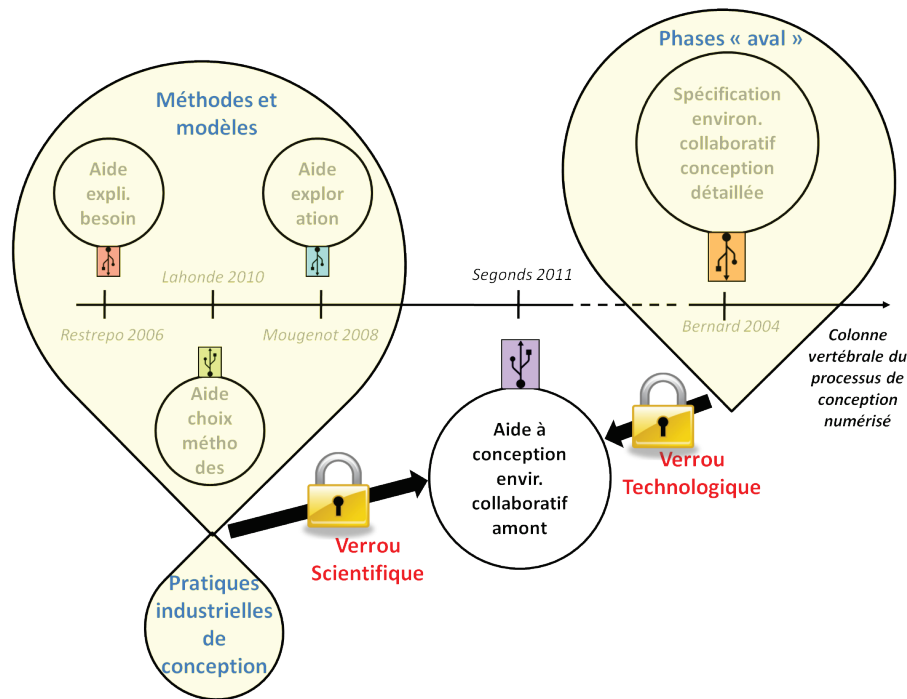 Phases « aval »
Méthodes et
modèles
Aide
expli.
besoin
Aide
explor
ation
Spécification
environ.
collaboratif
conception
détaillée
Lahonde 2010
Segonds 2011
Restrepo 2006
Mougenot 2008
Bernard 2004
Colonne
vertébrale du
processus de
conception
numérisé
Aide
choix
métho
des
Aide à
conception
envir.
collaboratif
amont
Verrou
Technologique
Verrou
Scientifique
Pratiques
industrielles
de
conception